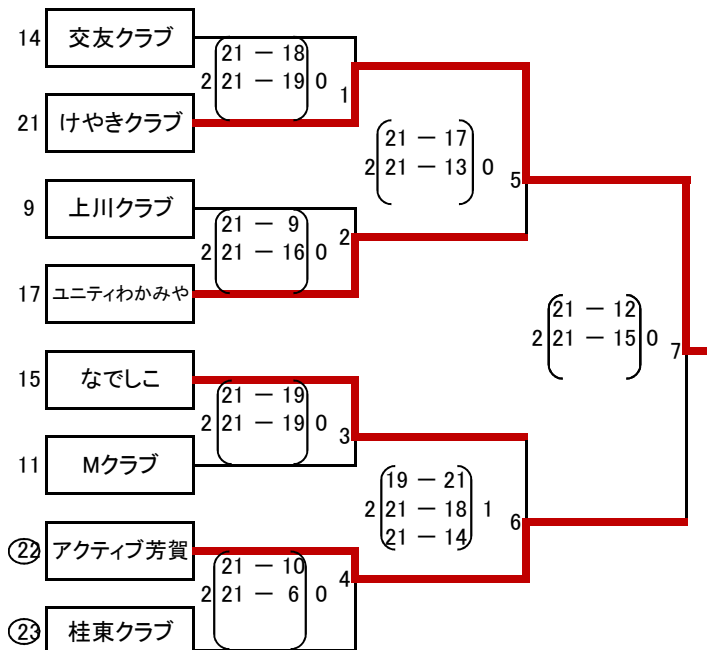 14 交友クラブ
21 － 18
2 21 － 19 0
1
21 けやきクラブ
21 － 17
2 21 － 13 0
5
9 上川クラブ
21 － 9
2 21 － 16 0
2
17 ユニティわかみや
21 － 12
2 21 － 15 0
7
15 なでしこ
21 － 19
2 21 － 19 0
3
11 Mクラブ
19 － 21
2 21 － 18 1
21 － 14
6
22 アクティブ芳賀
21 － 10
2 21 － 6 0
4
23 桂東クラブ